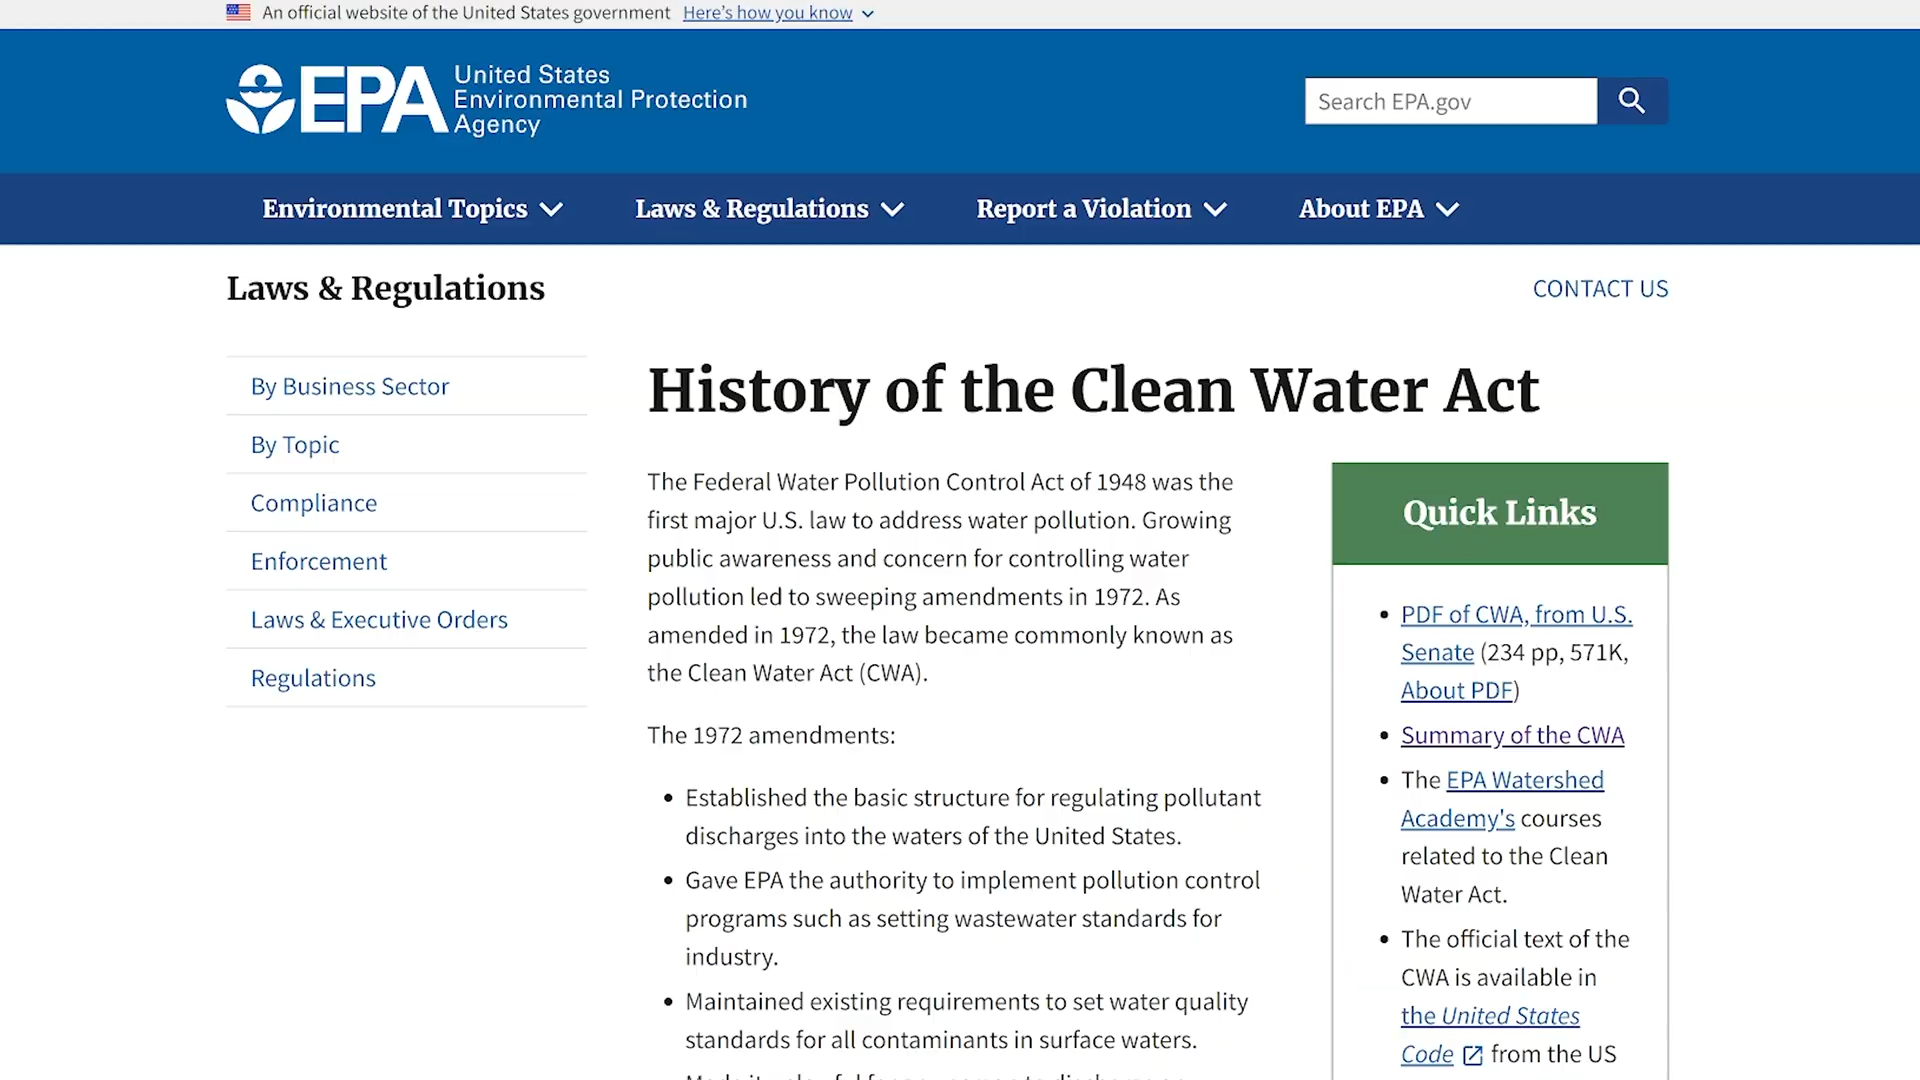 An official website of the United States government Here's how you know
EPA United States
Environmental Protection
Agency
Search EPA.gov
Environmental Topics Laws & Regulations Report a Violation About EPA
Laws & Regulations
CONTACT US
By Business Sector
By Topic
Compliance
Enforcement
Laws & Executive Orders
Regulations
History of the Clean Water Act
The Federal Water Pollution Control Act of 1948 was the
first major U.S. law to address water pollution. Growing
public awareness and concern for controlling water
pollution led to sweeping amendments in 1972. As
amended in 1972, the law became commonly known as
the Clean Water Act (CWA).
The 1972 amendments:
• Established the basic structure for regulating pollutant
discharges into the waters of the United States.
• Gave EPA the authority to implement pollution control
programs such as setting wastewater standards for
industry.
• Maintained existing requirements to set water quality
standards for all contaminants in surface waters.
Quick Links
• PDF of CWA, from U.S.
Senate (234 pp, 571K,
About PDF)
• Summary of the CWA
• The EPA Watershed
Academy's courses
related to the Clean
Water Act.
• The official text of the
CWA is available in
the United States
Code from the US